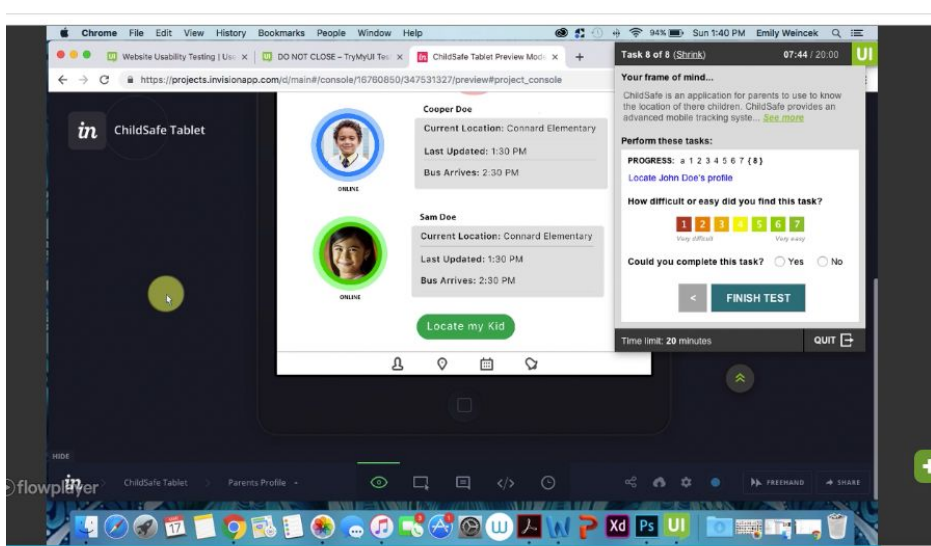 Chrome File Edit View History Bookmarks People Window Help 94% Sun 1:40 PM Emily Weincek
Website Usability Testing | Use
DO NOT CLOSE – TryMyUI Tec
ChildSafe Tablet Preview Mode
https://projects.invisionapp.com/d/main#/console/16760850/347531327/preview#project_console
in ChildSafe Tablet
Cooper Doe
Current Location: Connard Elementary
Last Updated: 1:30 PM
Bus Arrives: 2:30 PM
ONLINE
Sam Doe
Current Location: Connard Elementary
Last Updated: 1:30 PM
Bus Arrives: 2:30 PM
ONLINE
Locate my Kid
Task 8 of 8 (Shrink) 07:44 / 20:00 UI
Your frame of mind...
ChildSafe is an application for parents to use to know
the location of there children. ChildSafe provides an
advanced mobile tracking syste... See more
Perform these tasks:
PROGRESS: a 1 2 3 4 5 6 7 {8}
Locate John Doe's profile
How difficult or easy did you find this task?
1 2 3 4 5 6 7
Very difficult Very easy
Could you complete this task? Yes No
< FINISH TEST
Time limit: 20 minutes QUIT
HIDE
flowplayer
in ChildSafe Tablet Parents Profile </> FREEHAND SHARE
17 W Xd Ps UI